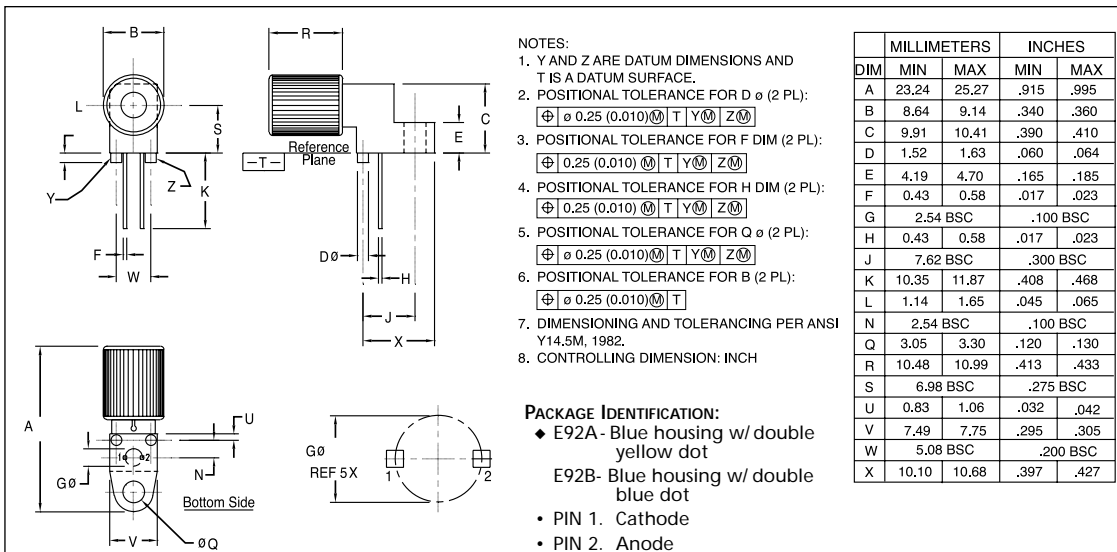 B
L
S
K
Y
Z
F
W
R
Reference
Plane
–T–
C
E
D Ø
H
J
X
A
U
1 2
N
G Ø
Bottom Side
V
Ø Q
G Ø
REF 5 X
1
2
NOTES:
1. Y AND Z ARE DATUM DIMENSIONS AND
T IS A DATUM SURFACE.
2. POSITIONAL TOLERANCE FOR D ø (2 PL):
⌖ ø 0.25 (0.010)Ⓜ T YⓂ ZⓂ
3. POSITIONAL TOLERANCE FOR F DIM (2 PL):
⌖ 0.25 (0.010) Ⓜ T YⓂ ZⓂ
4. POSITIONAL TOLERANCE FOR H DIM (2 PL):
⌖ 0.25 (0.010) Ⓜ T YⓂ ZⓂ
5. POSITIONAL TOLERANCE FOR Q ø (2 PL):
⌖ ø 0.25 (0.010)Ⓜ T YⓂ ZⓂ
6. POSITIONAL TOLERANCE FOR B (2 PL):
⌖ ø 0.25 (0.010)Ⓜ T
7. DIMENSIONING AND TOLERANCING PER ANSI
Y14.5M, 1982.
8. CONTROLLING DIMENSION: INCH
PACKAGE IDENTIFICATION:
◆ E92A- Blue housing w/ double
yellow dot
E92B- Blue housing w/ double
blue dot
• PIN 1. Cathode
• PIN 2. Anode
MILLIMETERS INCHES
DIM MIN MAX MIN MAX
A 23.24 25.27 .915 .995
B 8.64 9.14 .340 .360
C 9.91 10.41 .390 .410
D 1.52 1.63 .060 .064
E 4.19 4.70 .165 .185
F 0.43 0.58 .017 .023
G 2.54 BSC .100 BSC
H 0.43 0.58 .017 .023
J 7.62 BSC .300 BSC
K 10.35 11.87 .408 .468
L 1.14 1.65 .045 .065
N 2.54 BSC .100 BSC
Q 3.05 3.30 .120 .130
R 10.48 10.99 .413 .433
S 6.98 BSC .275 BSC
U 0.83 1.06 .032 .042
V 7.49 7.75 .295 .305
W 5.08 BSC .200 BSC
X 10.10 10.68 .397 .427